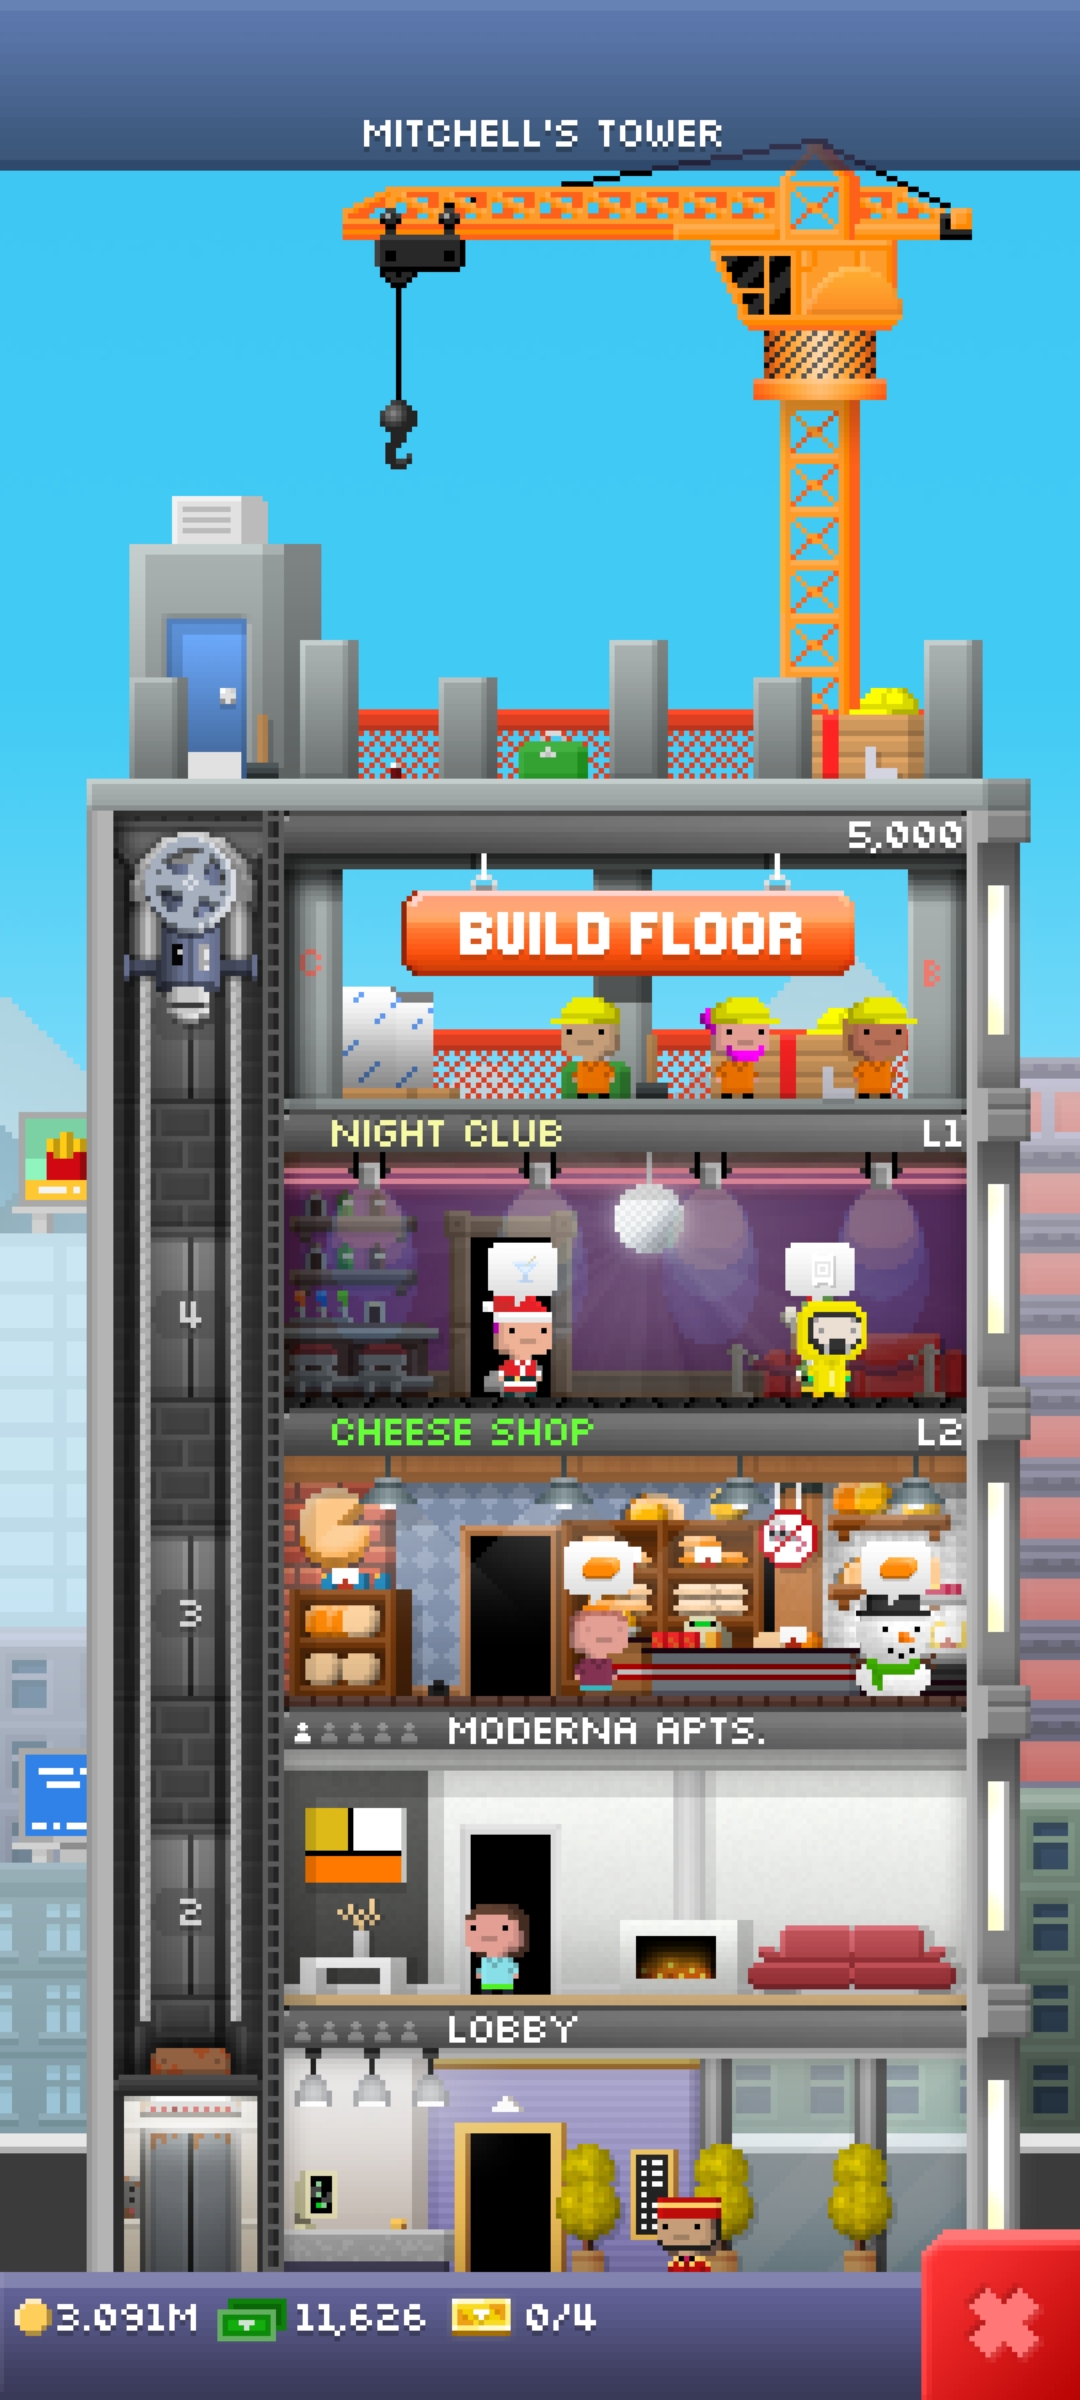 MITCHELL'S TOWER
5,000
BUILD FLOOR
C
B
NIGHT CLUB L1
4
CHEESE SHOP L2
3
MODERNA APTS.
2
LOBBY
3.091M 11,626 0/4